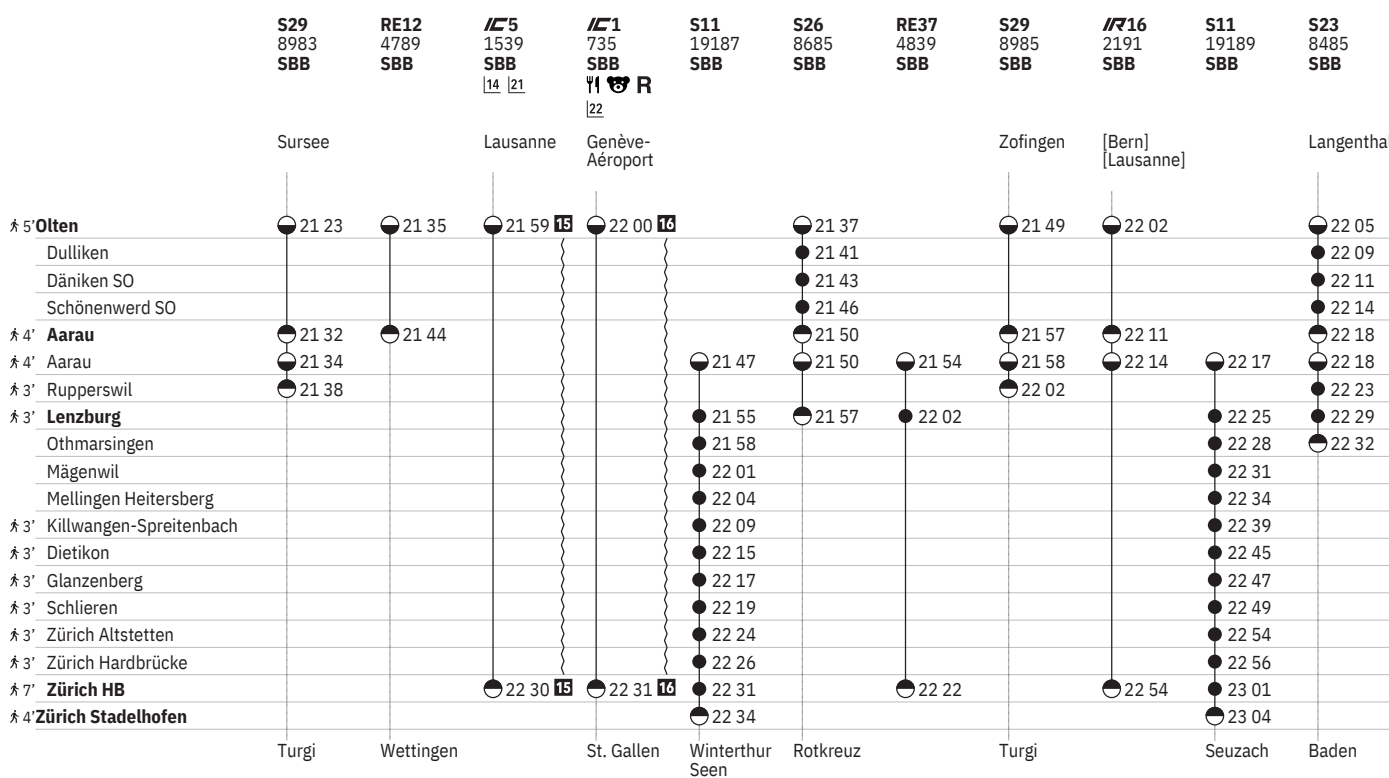 S29 RE12 IC5 IC1 S11 S26 RE37 S29 IR16 S11 S23
8983 4789 1539 735 19187 8685 4839 8985 2191 19189 8485
SBB SBB SBB SBB SBB SBB SBB SBB SBB SBB SBB
14 21 R
22
Sursee Lausanne Genève- Zofingen [Bern] Langenthal
Aéroport [Lausanne]
5’ Olten 21 23 21 35 21 59 15 22 00 16 21 37 21 49 22 02 22 05
Dulliken 21 41 22 09
Däniken SO 21 43 22 11
Schönenwerd SO 21 46 22 14
4’ Aarau 21 32 21 44 21 50 21 57 22 11 22 18
4’ Aarau 21 34 21 47 21 50 21 54 21 58 22 14 22 17 22 18
3’ Rupperswil 21 38 22 02 22 23
3’ Lenzburg 21 55 21 57 22 02 22 25 22 29
Othmarsingen 21 58 22 28 22 32
Mägenwil 22 01 22 31
Mellingen Heitersberg 22 04 22 34
3’ Killwangen-Spreitenbach 22 09 22 39
3’ Dietikon 22 15 22 45
3’ Glanzenberg 22 17 22 47
3’ Schlieren 22 19 22 49
3’ Zürich Altstetten 22 24 22 54
3’ Zürich Hardbrücke 22 26 22 56
7’ Zürich HB 22 30 15 22 31 16 22 31 22 22 22 54 23 01
4’ Zürich Stadelhofen 22 34 23 04
Turgi Wettingen St. Gallen Winterthur Rotkreuz Turgi Seuzach Baden
Seen